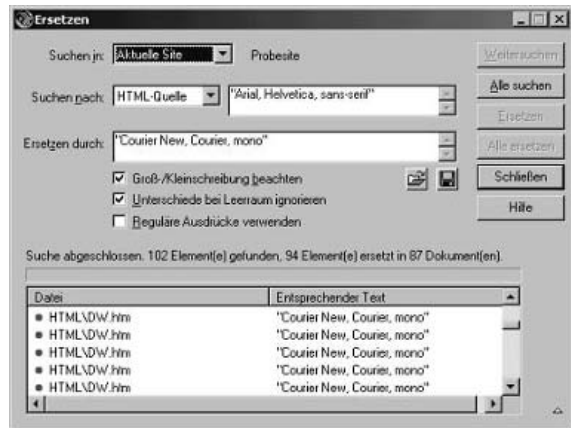 Ersetzen
Suchen in: Aktuelle Site Probesite Weitersuchen
Alle suchen
Suchen nach: HTML-Quelle "Arial, Helvetica, sans-serif"
Ersetzen
Ersetzen durch: "Courier New, Courier, mono" Alle ersetzen
Groß-/Kleinschreibung beachten Schließen
Unterschiede bei Leerraum ignorieren
Hilfe
Reguläre Ausdrücke verwenden
Suche abgeschlossen. 102 Element(e) gefunden, 94 Element(e) ersetzt in 87 Dokument(en).
Datei Entsprechender Text
HTML\DW.htm "Courier New, Courier, mono"
HTML\DW.htm "Courier New, Courier, mono"
HTML\DW.htm "Courier New, Courier, mono"
HTML\DW.htm "Courier New, Courier, mono"
HTML\DW.htm "Courier New, Courier, mono"